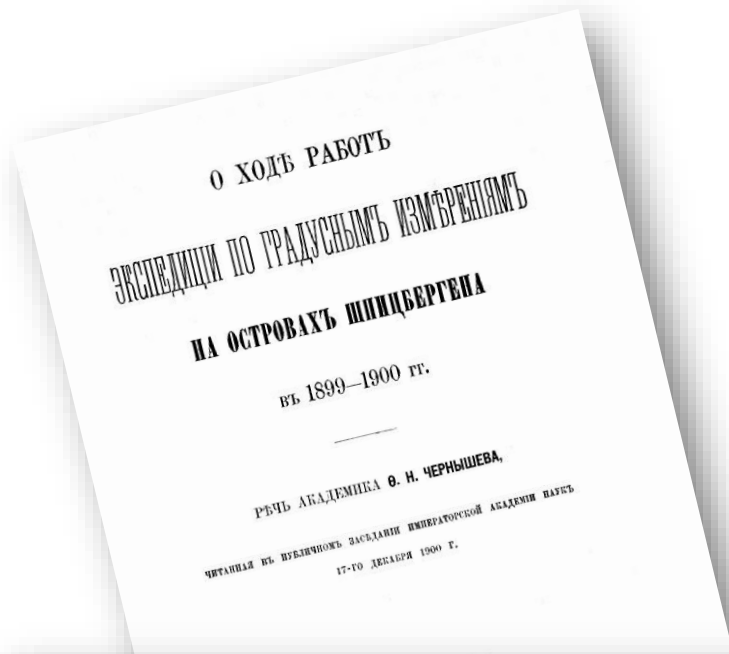 О ХОДѢ РАБОТЪ
ЭКСПЕДИЦІИ ПО ГРАДУСНЫМЪ ИЗМѢРЕНІЯМЪ
НА ОСТРОВАХЪ ШПИЦБЕРГЕНА
въ 1899—1900 гг.
РѢЧЬ АКАДЕМИКА Ѳ. Н. ЧЕРНЫШЕВА,
ЧИТАННАЯ ВЪ ПУБЛИЧНОМЪ ЗАСѢДАНІИ ИМПЕРАТОРСКОЙ АКАДЕМІИ НАУКЪ
17-ГО ДЕКАБРЯ 1900 Г.